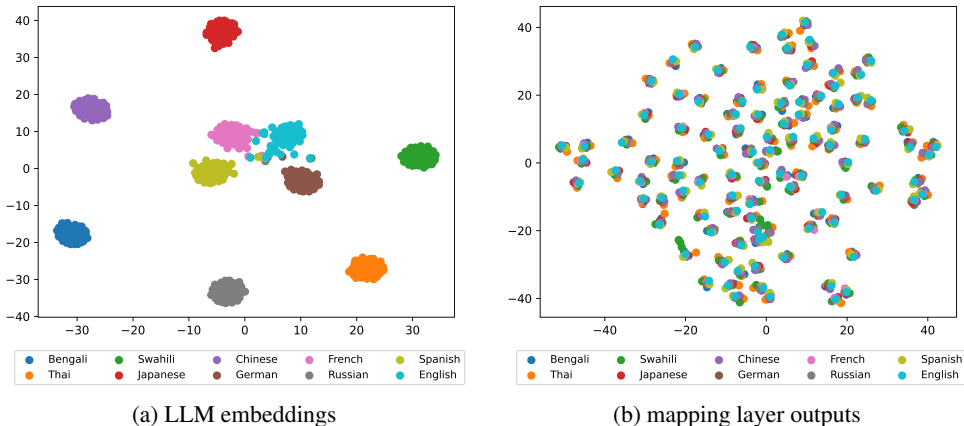 40
30
20
10
0
−10
−20
−30
−40
−30 −20 −10 0 10 20 30
Bengali Swahili Chinese French Spanish
Thai Japanese German Russian English
(a) LLM embeddings
40
20
0
−20
−40
−40 −20 0 20 40
Bengali Swahili Chinese French Spanish
Thai Japanese German Russian English
(b) mapping layer outputs